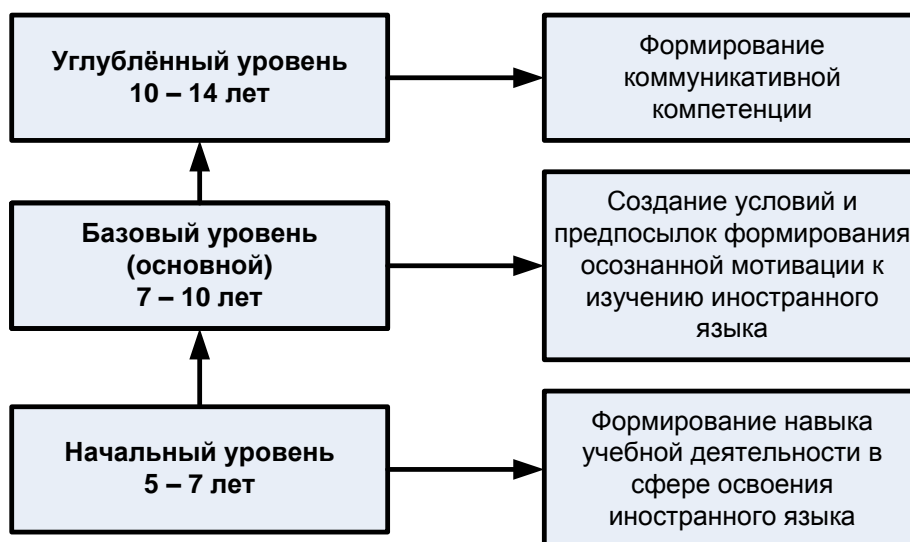 Углублённый уровень
10 – 14 лет
Формирование
коммуникативной
компетенции
Базовый уровень
(основной)
7 – 10 лет
Создание условий и
предпосылок формирования
осознанной мотивации к
изучению иностранного
языка
Начальный уровень
5 – 7 лет
Формирование навыка
учебной деятельности в
сфере освоения
иностранного языка